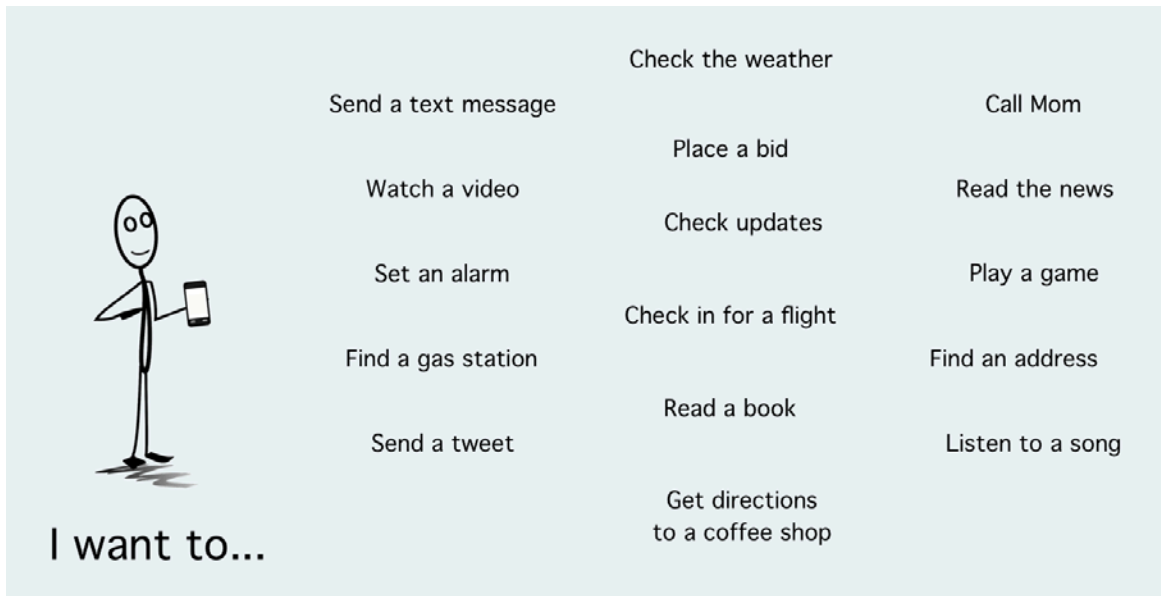 Check the weather
Send a text message
Call Mom
Place a bid
Watch a video
Read the news
Check updates
Set an alarm
Play a game
Check in for a flight
Find a gas station
Find an address
Read a book
Send a tweet
Listen to a song
Get directions
to a coffee shop
I want to...